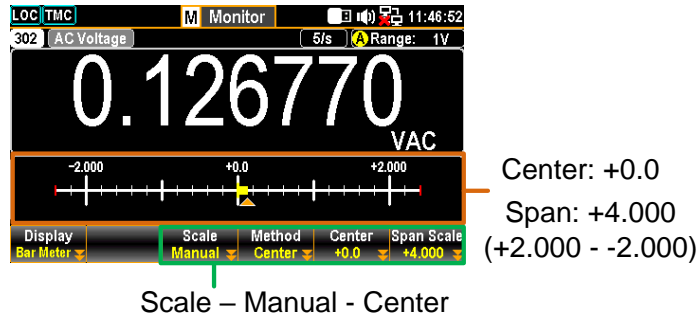 LOC TMC M Monitor 11:46:52
302 AC Voltage 5/s A Range: 1V
0.126770
VAC
-2.000 +0.0 +2.000
Center: +0.0
Span: +4.000
(+2.000 - -2.000)
Display Scale Method Center Span Scale
Bar Meter Manual Center +0.0 +4.000
Scale – Manual - Center